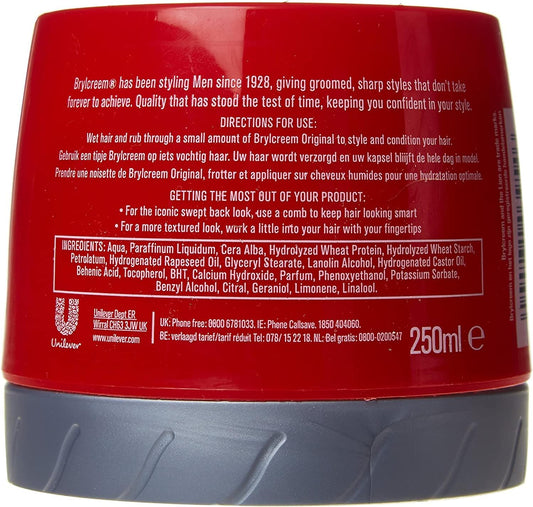 Brylcreem® has been styling Men since 1928, giving groomed, sharp styles that don't take
forever to achieve. Quality that has stood the test of time, keeping you confident in your style.
DIRECTIONS FOR USE:
Wet hair and rub through a small amount of Brylcreem Original to style and condition your hair.
Gebruik een tipje Brylcreem op iets vochtig haar. Uw haar wordt verzorgd en uw kapsel blijft de hele dag in model.
Prendre une noisette de Brylcreem Original, frotter et appliquer sur cheveux humides pour une hydratation optimale.
GETTING THE MOST OUT OF YOUR PRODUCT:
• For the iconic swept back look, use a comb to keep hair looking smart
• For a more textured look, work a little into your hair with your fingertips
INGREDIENTS: Aqua, Paraffinum Liquidum, Cera Alba, Hydrolyzed Wheat Protein, Hydrolyzed Wheat Starch,
Petrolatum, Hydrogenated Rapeseed Oil, Glyceryl Stearate, Lanolin Alcohol, Hydrogenated Castor Oil,
Behenic Acid, Tocopherol, BHT, Calcium Hydroxide, Parfum, Phenoxyethanol, Potassium Sorbate,
Benzyl Alcohol, Citral, Geraniol, Limonene, Linalool.
Unilever
Unilever Dept ER
Wirral CH63 3JW UK
www.unilever.com
UK: Phone free: 0800 6781033. IE: Phone Callsave. 1850 404060.
BE: verlaagd tarief/tarif réduit Tel: 078/15 22 18. NL: Bel gratis: 0800-0200547
250ml e
Brylcreem and the Lion are trade marks.